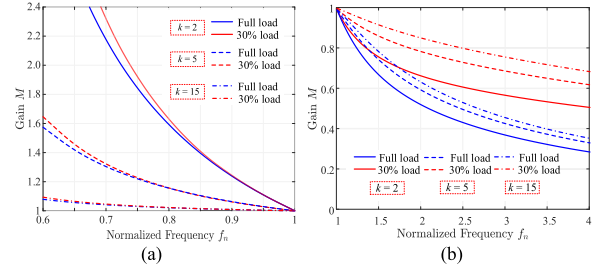 2.4
2.2
2
1.8
1.6
1.4
1.2
1
Gain M
k = 2
Full load
30% load
k = 5
Full load
30% load
k = 15
Full load
30% load
0.6
0.7
0.8
0.9
1
Normalized Frequency fn
(a)
1
0.8
0.6
0.4
0.2
0
Gain M
Full load
Full load
Full load
30% load
30% load
30% load
k = 2
k = 5
k = 15
1
1.5
2
2.5
3
3.5
4
Normalized Frequency fn
(b)